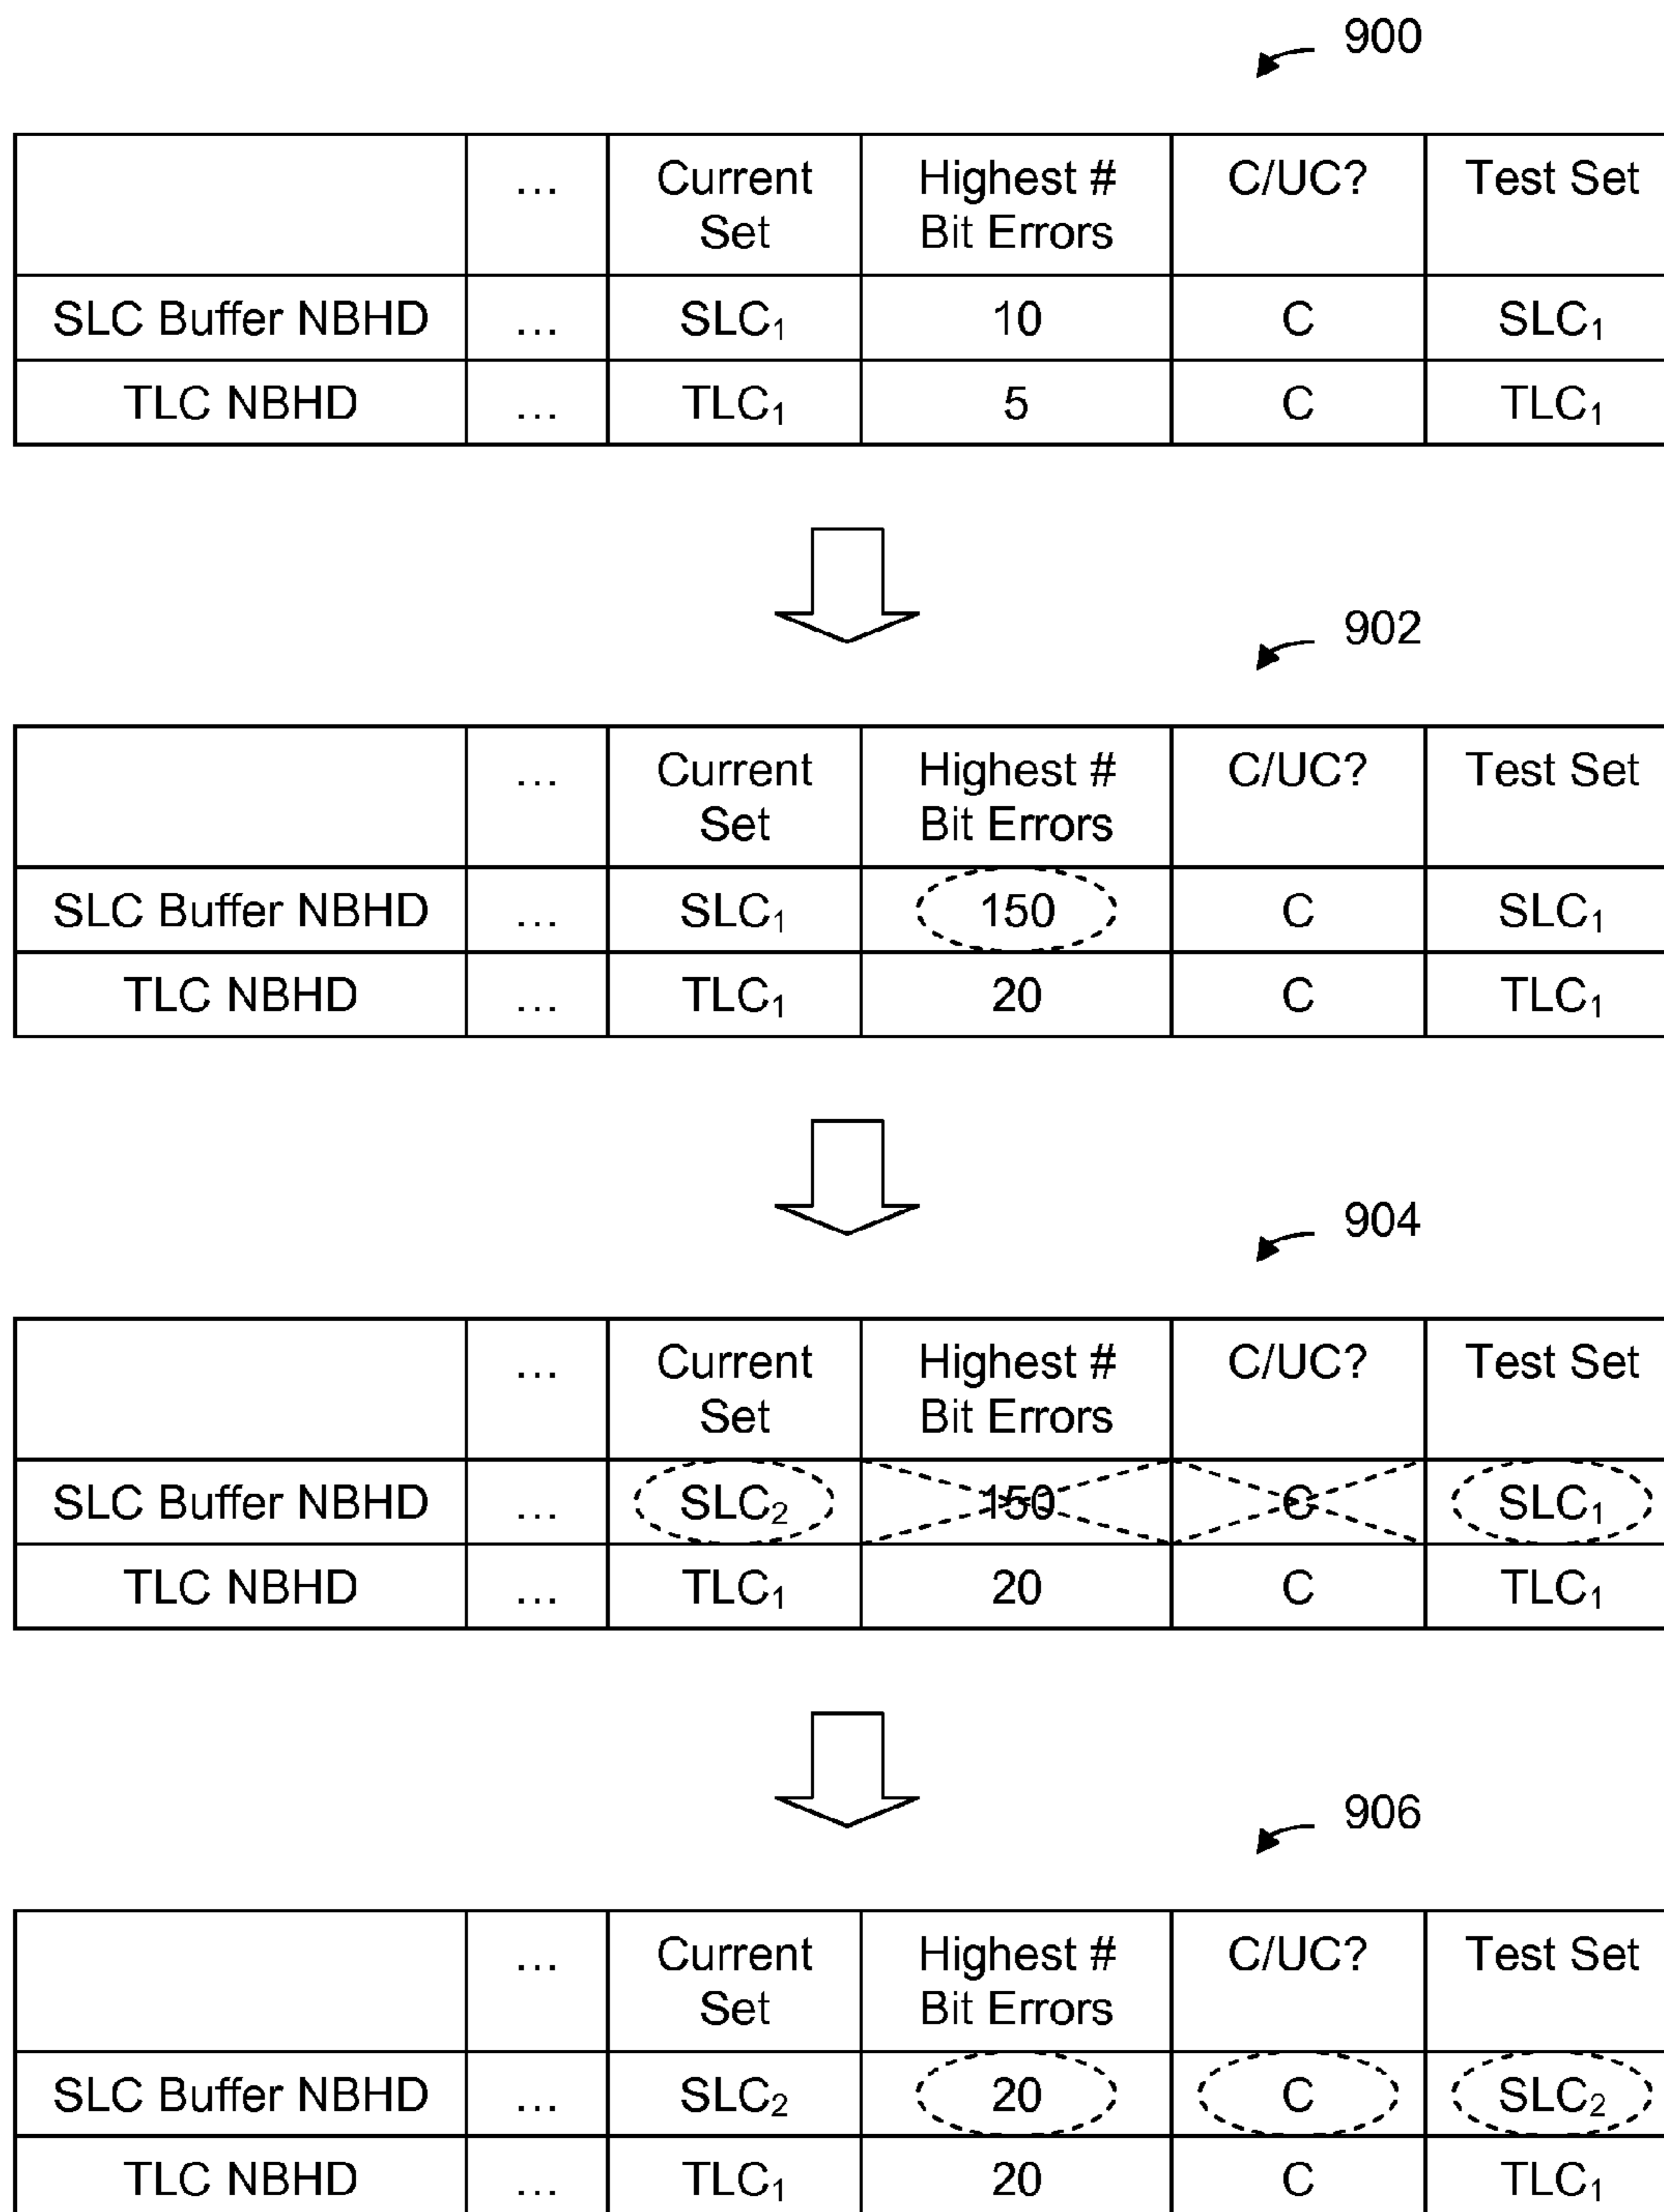 900
... Current Set Highest # Bit Errors C/UC? Test Set
SLC Buffer NBHD ... SLC₁ 10 C SLC₁
TLC NBHD ... TLC₁ 5 C TLC₁
902
... Current Set Highest # Bit Errors C/UC? Test Set
SLC Buffer NBHD ... SLC₁ 150 C SLC₁
TLC NBHD ... TLC₁ 20 C TLC₁
904
... Current Set Highest # Bit Errors C/UC? Test Set
SLC Buffer NBHD ... SLC₂ 150 C SLC₁
TLC NBHD ... TLC₁ 20 C TLC₁
906
... Current Set Highest # Bit Errors C/UC? Test Set
SLC Buffer NBHD ... SLC₂ 20 C SLC₂
TLC NBHD ... TLC₁ 20 C TLC₁